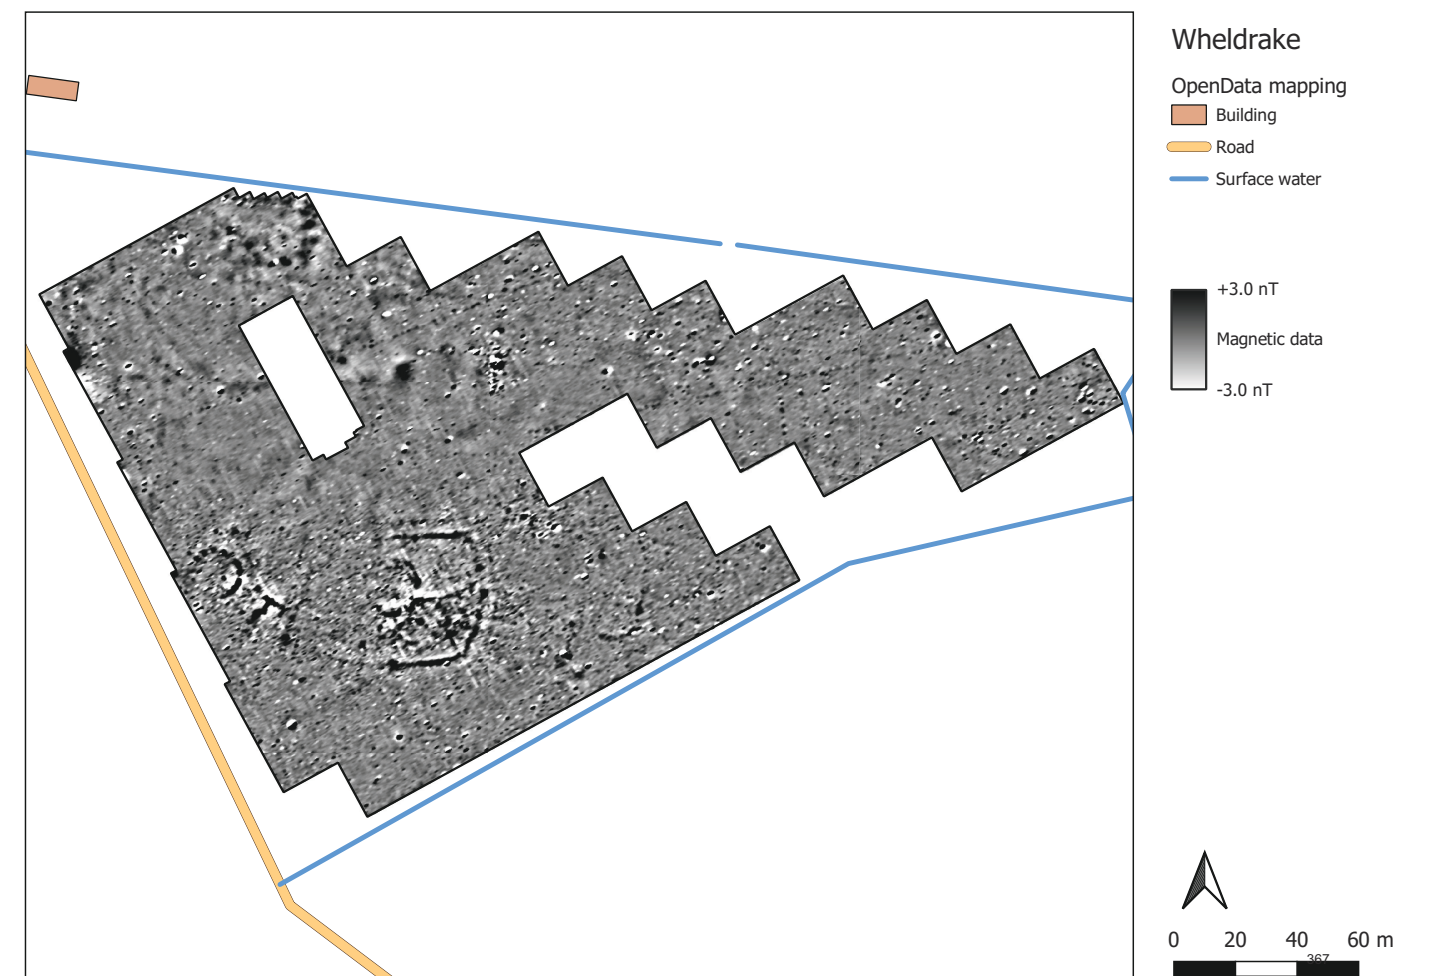 Wheldrake
OpenData mapping
Building
Road
Surface water
+3.0 nT
Magnetic data
-3.0 nT
0 20 40 60 m
367